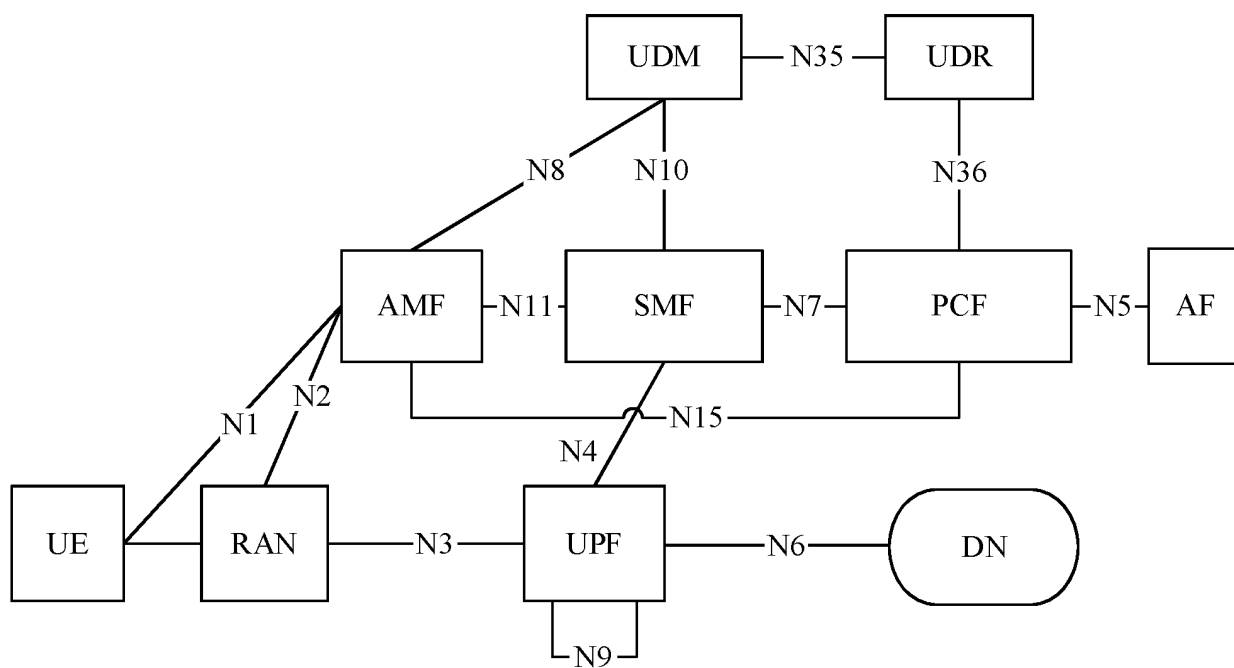 UDM N35 UDR
N8 N10 N36
AMF N11 SMF N7 PCF N5 AF
N1 N2 N15
N4
UE RAN N3 UPF N6 DN
N9